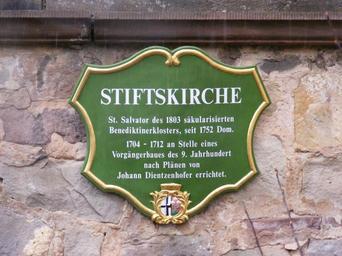 STIFTSKIRCHE
St. Salvator des 1803 säkularisierten
Benediktinerklosters, seit 1752 Dom.
1704 - 1712 an Stelle eines
Vorgängerbaues des 9. Jahrhundert
nach Plänen von
Johann Dientzenhofer errichtet.